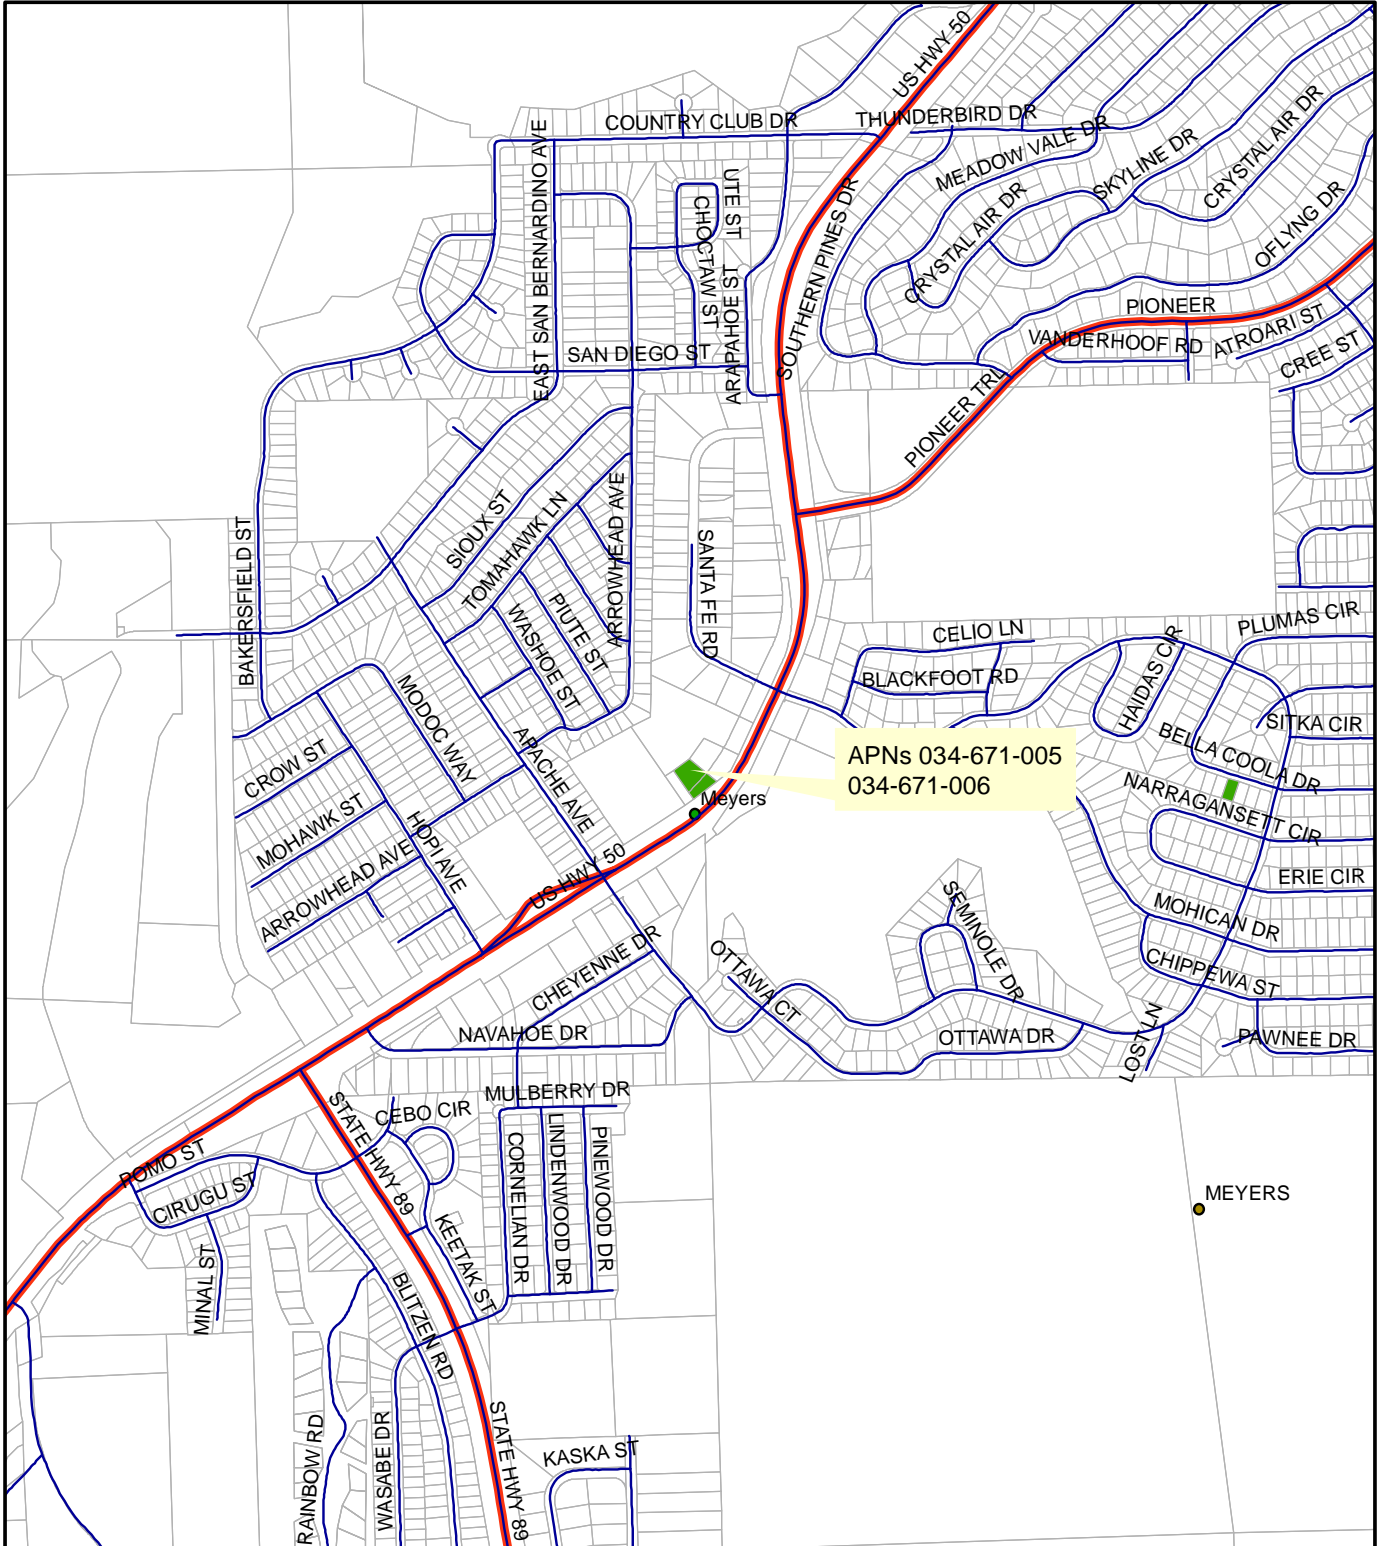 US HWY 50
COUNTRY CLUB DR
THUNDERBIRD DR
MEADOW VALE DR
SKYLINE DR
CRYSTAL AIR DR
EAST SAN BERNARDINO AVE
UTE ST
CHOCTAW ST
ARAPAHOE ST
SOUTHERN PINES DR
CRYSTAL AIR DR
OFLYNG DR
PIONEER
VANDERHOOF RD
ATROARI ST
CREE ST
SAN DIEGO ST
PIONEER TRL
BAKERSFIELD ST
SIOUX ST
TOMAHAWK LN
ARROWHEAD AVE
SANTA FE RD
PIUTE ST
WASHOE ST
CELIO LN
BLACKFOOT RD
HAIDAS CIR
PLUMAS CIR
SITKA CIR
MODOC WAY
APACHE AVE
CROW ST
MOHAWK ST
HOPI AVE
ARROWHEAD AVE
APNs 034-671-005
034-671-006
Meyers
BELLA COOLA DR
NARRAGANSETT CIR
ERIE CIR
US HWY 50
MOHICAN DR
CHIPPEWA ST
SEMINOLE DR
OTTAWA CT
CHEYENNE DR
NAVAHOE DR
OTTAWA DR
LOST LN
PAWNEE DR
MULBERRY DR
CEBO CIR
STATE HWY 89
CORNELIAN DR
LINDENWOOD DR
PINEWOOD DR
POMO ST
CIRUGU ST
MINAL ST
KEETAK ST
BLITZEN RD
MEYERS
RAINBOW RD
WASABE DR
STATE HWY 89
KASKA ST